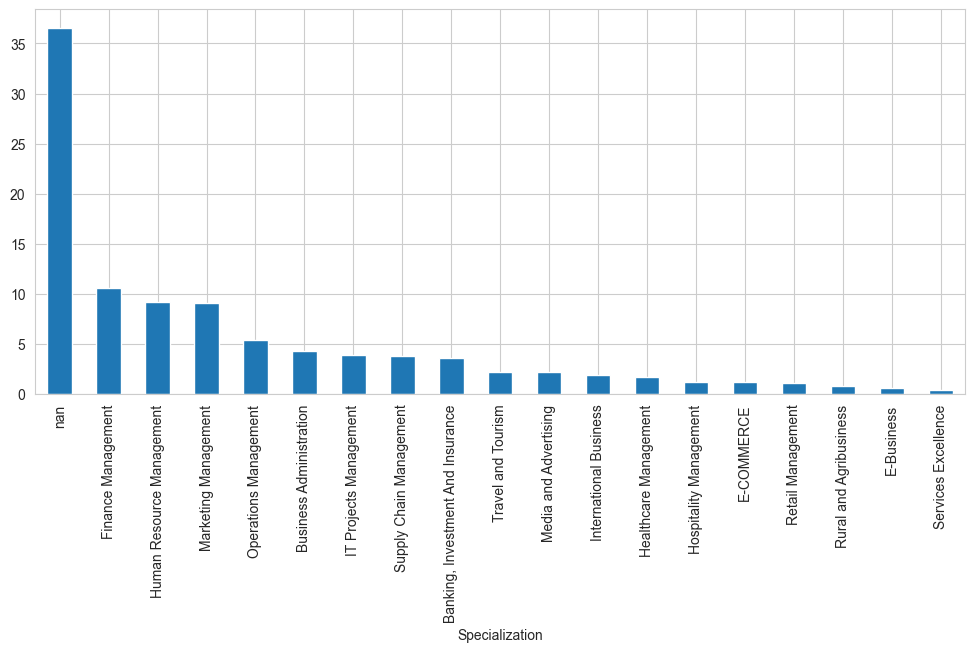 35
30
25
20
15
10
5
0
nan
Finance Management
Human Resource Management
Marketing Management
Operations Management
Business Administration
IT Projects Management
Supply Chain Management
Banking, Investment And Insurance
Travel and Tourism
Media and Advertising
International Business
Healthcare Management
Hospitality Management
E-COMMERCE
Retail Management
Rural and Agribusiness
E-Business
Services Excellence
Specialization